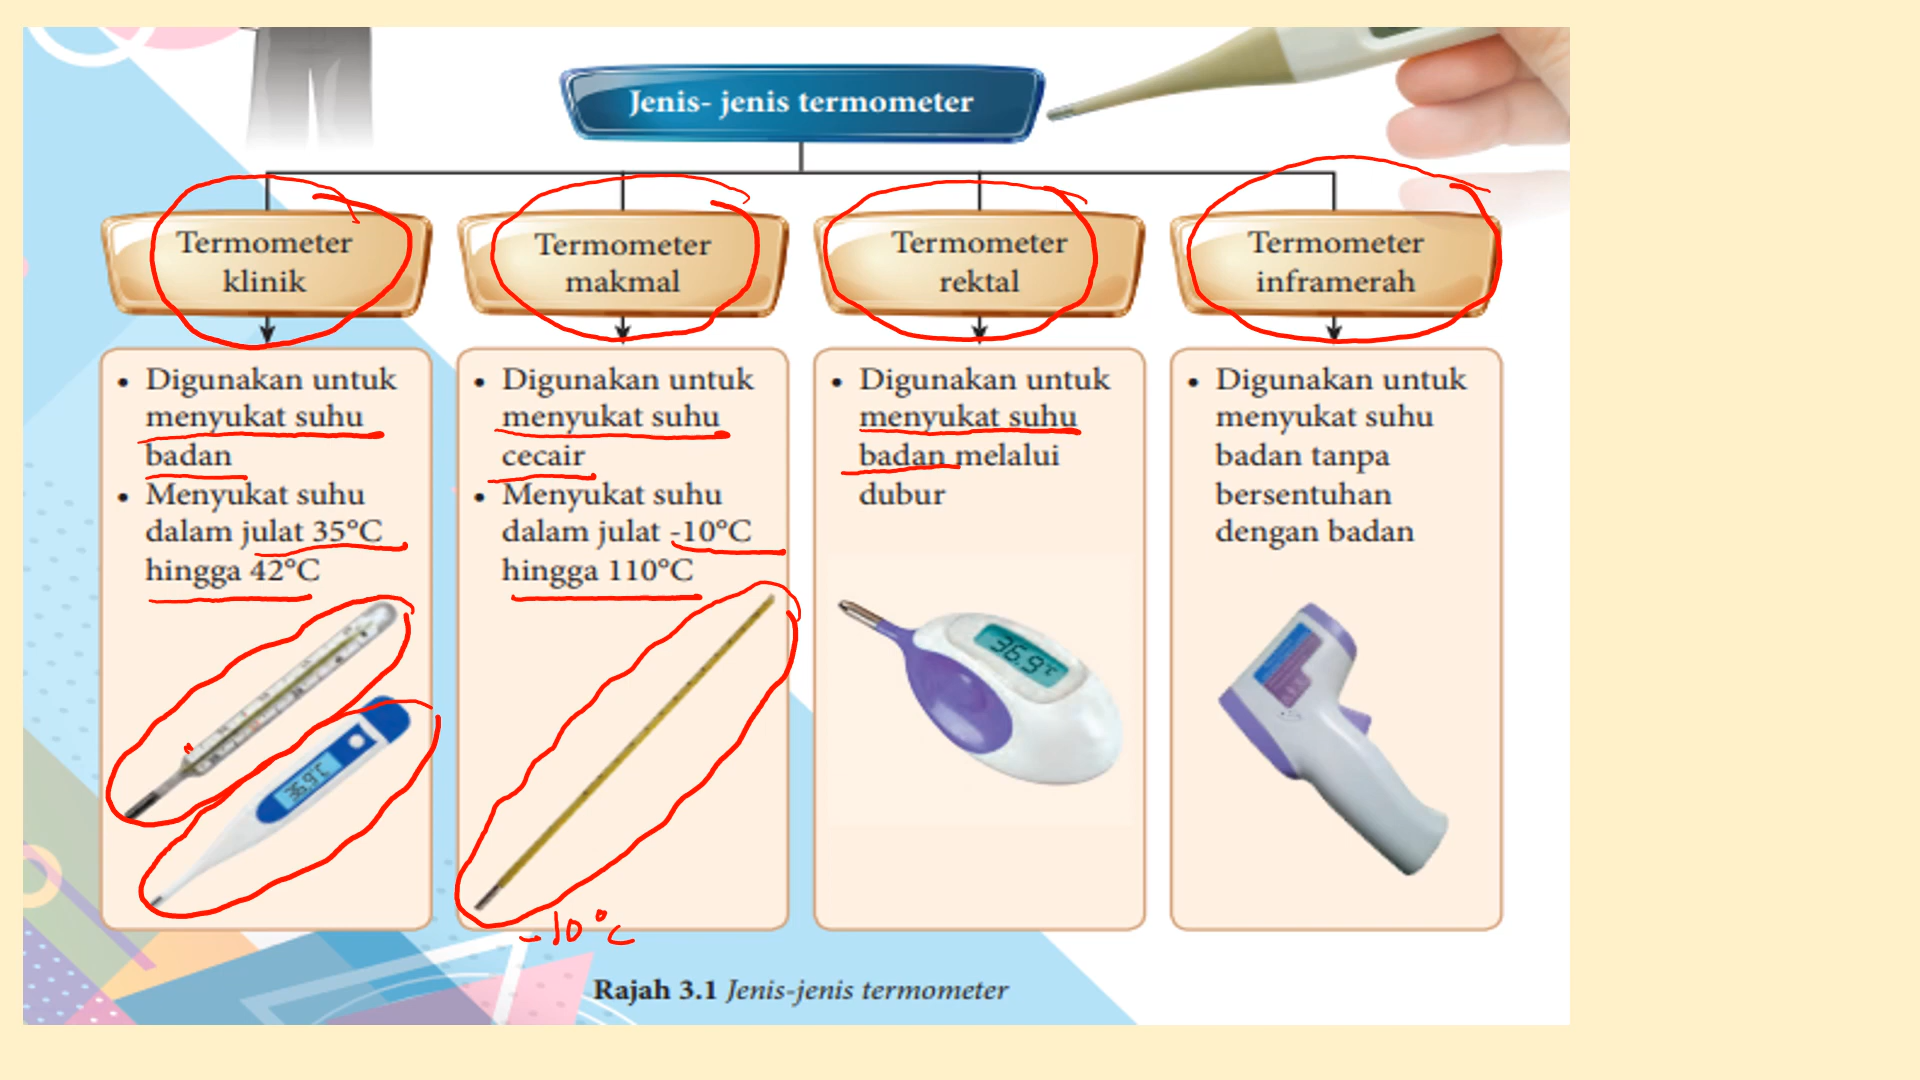 Jenis- jenis termometer
Termometer
klinik
• Digunakan untuk
menyukat suhu
badan
• Menyukat suhu
dalam julat 35°C
hingga 42°C
36.9°C
Termometer
makmal
• Digunakan untuk
menyukat suhu
cecair
• Menyukat suhu
dalam julat -10°C
hingga 110°C
-10°C
Termometer
rektal
• Digunakan untuk
menyukat suhu
badan melalui
dubur
36.9°C
Termometer
inframerah
• Digunakan untuk
menyukat suhu
badan tanpa
bersentuhan
dengan badan
Rajah 3.1 Jenis-jenis termometer